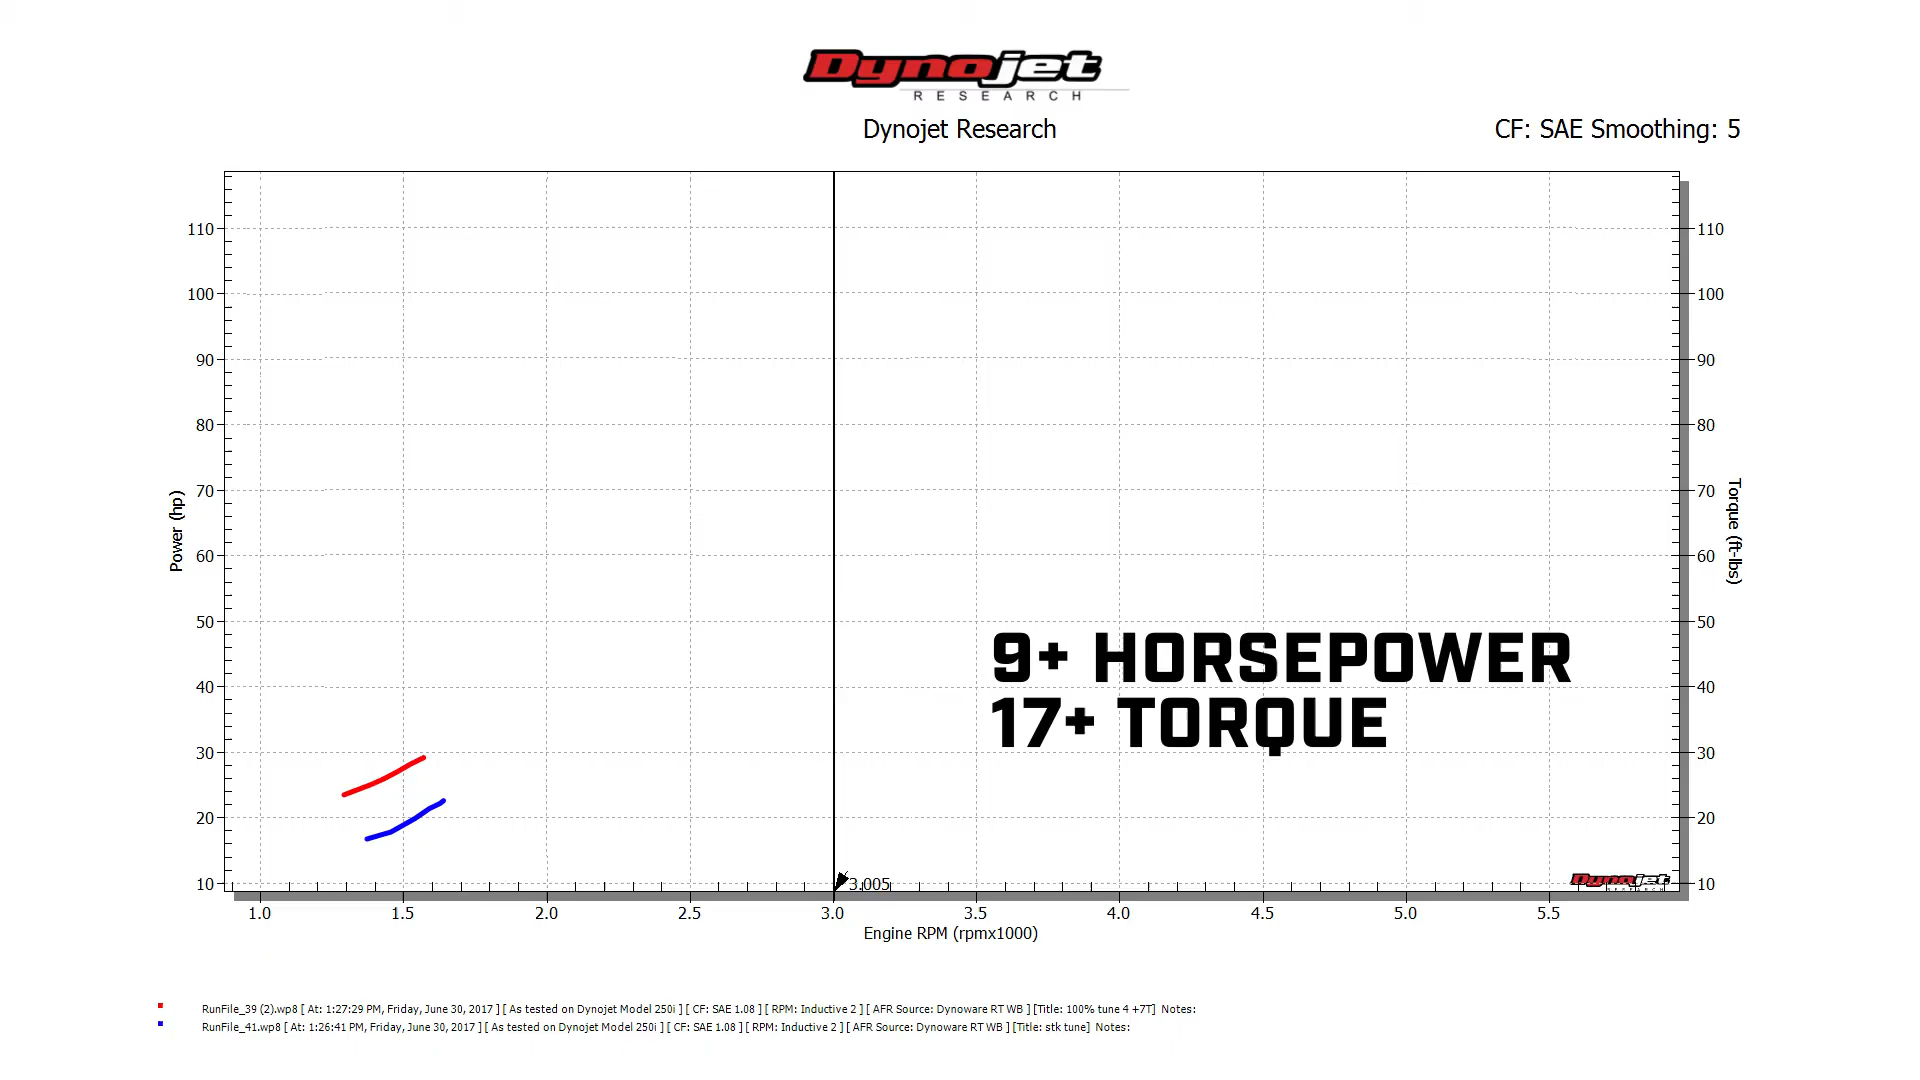 Dynojet
RESEARCH
Dynojet Research
CF: SAE Smoothing: 5
110
100
90
80
70
60
50
40
30
20
10
Power (hp)
110
100
90
80
70
60
50
40
30
20
10
Torque (ft-lbs)
9+ HORSEPOWER
17+ TORQUE
3.005
Dynojet
RESEARCH
1.0 1.5 2.0 2.5 3.0 3.5 4.0 4.5 5.0 5.5
Engine RPM (rpmx1000)
RunFile_39 (2).wp8 [ At: 1:27:29 PM, Friday, June 30, 2017 ] [ As tested on Dynojet Model 250i ] [ CF: SAE 1.08 ] [ RPM: Inductive 2 ] [ AFR Source: Dynoware RT WB ] [Title: 100% tune 4 +7T] Notes:
RunFile_41.wp8 [ At: 1:26:41 PM, Friday, June 30, 2017 ] [ As tested on Dynojet Model 250i ] [ CF: SAE 1.08 ] [ RPM: Inductive 2 ] [ AFR Source: Dynoware RT WB ] [Title: stk tune] Notes: